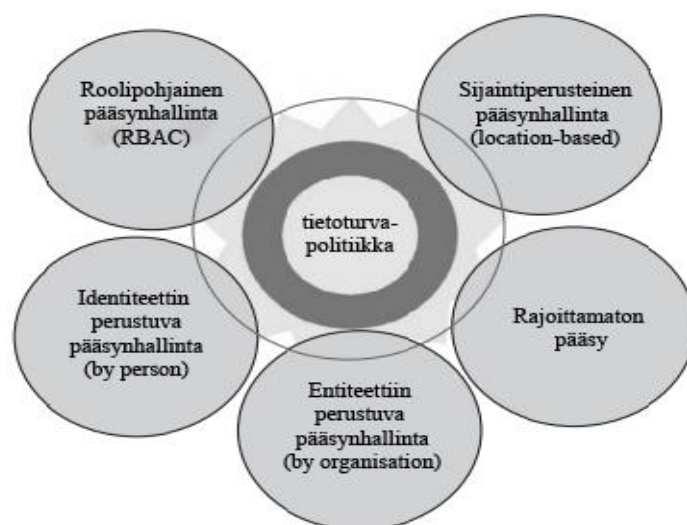 Roolipohjainen
pääsynhallinta
(RBAC)
Sijaintiperusteinen
pääsynhallinta
(location-based)
tietoturva-
politiikka
Identiteettin
perustuva
pääsynhallinta
(by person)
Rajoittamaton
pääsy
Entiteettiin
perustuva
pääsynhallinta
(by organisation)